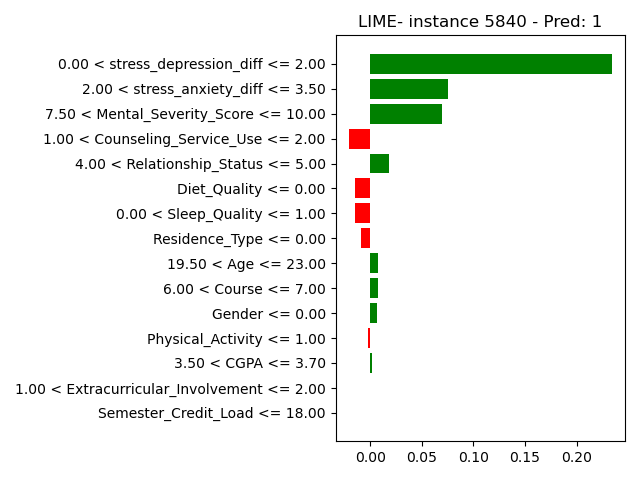 LIME- instance 5840 - Pred: 1
0.00 < stress_depression_diff <= 2.00
2.00 < stress_anxiety_diff <= 3.50
7.50 < Mental_Severity_Score <= 10.00
1.00 < Counseling_Service_Use <= 2.00
4.00 < Relationship_Status <= 5.00
Diet_Quality <= 0.00
0.00 < Sleep_Quality <= 1.00
Residence_Type <= 0.00
19.50 < Age <= 23.00
6.00 < Course <= 7.00
Gender <= 0.00
Physical_Activity <= 1.00
3.50 < CGPA <= 3.70
1.00 < Extracurricular_Involvement <= 2.00
Semester_Credit_Load <= 18.00
0.00 0.05 0.10 0.15 0.20